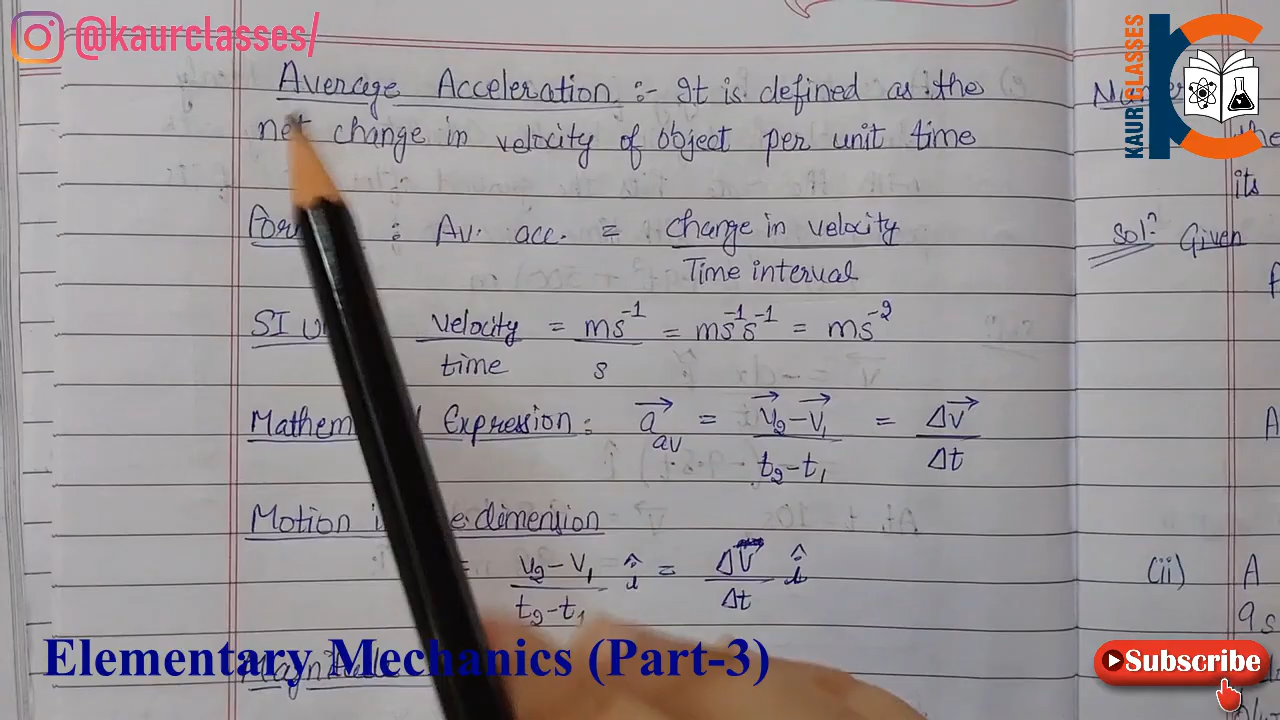 @kaurclasses/
KAURCLASSES
Average Acceleration :- It is defined as the
net change in velocity of object per unit time
: Av. acc. = Change in velocity
Time interval
SI velocity = ms⁻¹ = ms⁻¹s⁻¹ = ms⁻²
time s
Expression : a⃗av = v⃗₂-v⃗₁ = Δv⃗
t₂-t₁ Δt
Motion dimension
= v₂-v₁ î = Δv î
t₂-t₁ Δt
Elementary Mechanics (Part-3)
its
Sol? Given
A
(ii) A
Subscribe